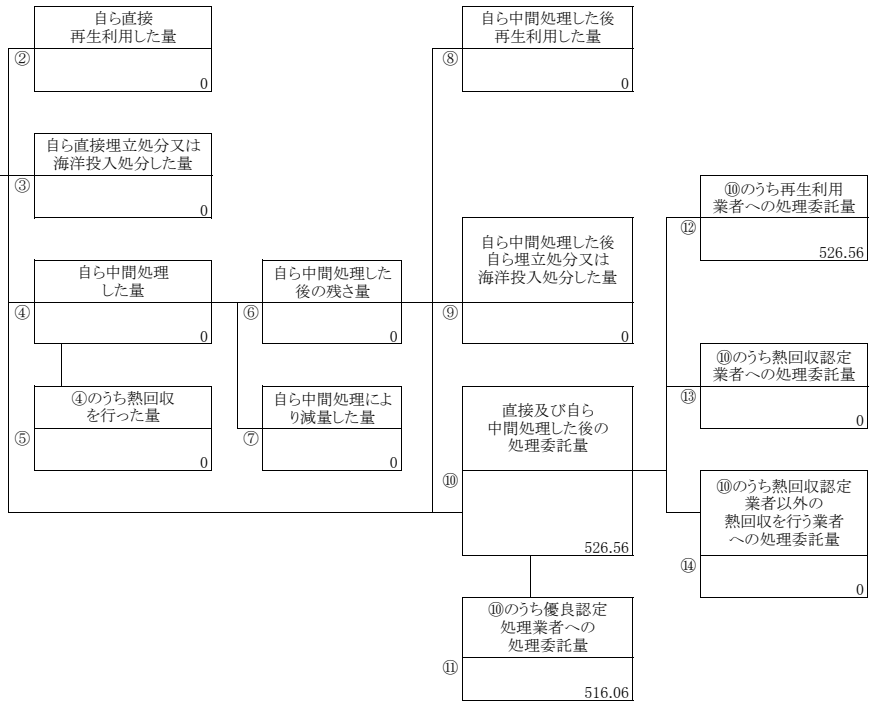 自ら直接
再生利用した量
②
0
自ら直接埋立処分又は
海洋投入処分した量
③
0
自ら中間処理
した量
④
0
④のうち熱回収
を行った量
⑤
0
自ら中間処理した
後の残さ量
⑥
0
自ら中間処理によ
り減量した量
⑦
0
自ら中間処理した後
再生利用した量
⑧
0
自ら中間処理した後
自ら埋立処分又は
海洋投入処分した量
⑨
0
直接及び自ら
中間処理した後の
処理委託量
⑩
526.56
⑩のうち優良認定
処理業者への
処理委託量
⑪
516.06
⑩のうち再生利用
業者への処理委託量
⑫
526.56
⑩のうち熱回収認定
業者への処理委託量
⑬
0
⑩のうち熱回収認定
業者以外の
熱回収を行う業者
への処理委託量
⑭
0